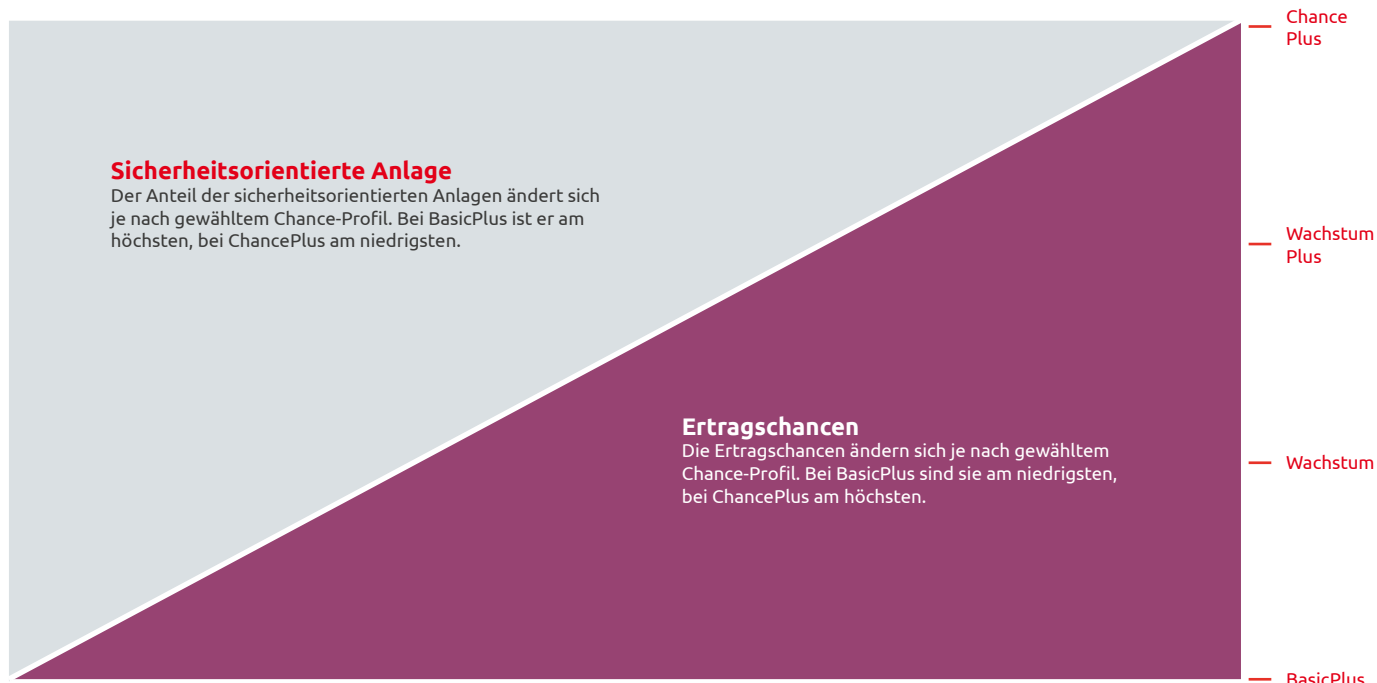 Chance
Plus
Sicherheitsorientierte Anlage
Der Anteil der sicherheitsorientierten Anlagen ändert sich
je nach gewähltem Chance-Profil. Bei BasicPlus ist er am
höchsten, bei ChancePlus am niedrigsten.
Wachstum
Plus
Ertragschancen
Die Ertragschancen ändern sich je nach gewähltem
Chance-Profil. Bei BasicPlus sind sie am niedrigsten,
bei ChancePlus am höchsten.
Wachstum
BasicPlus